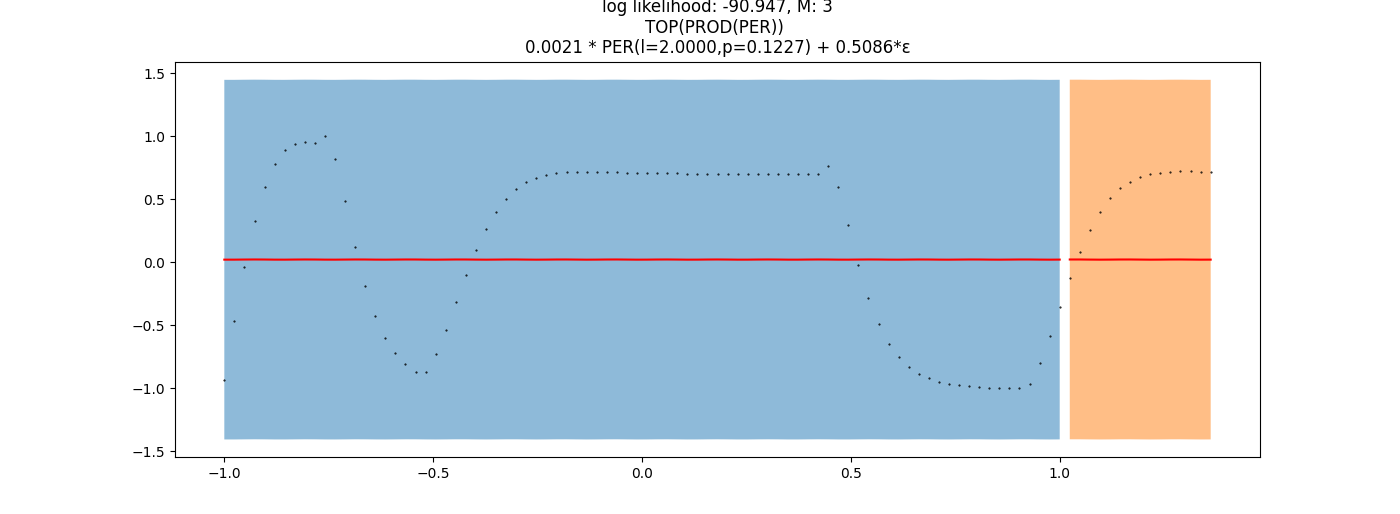 log likelihood: -90.947, M: 3
TOP(PROD(PER))
0.0021 * PER(l=2.0000,p=0.1227) + 0.5086*ε
1.5
1.0
0.5
0.0
−0.5
−1.0
−1.5
−1.0 −0.5 0.0 0.5 1.0